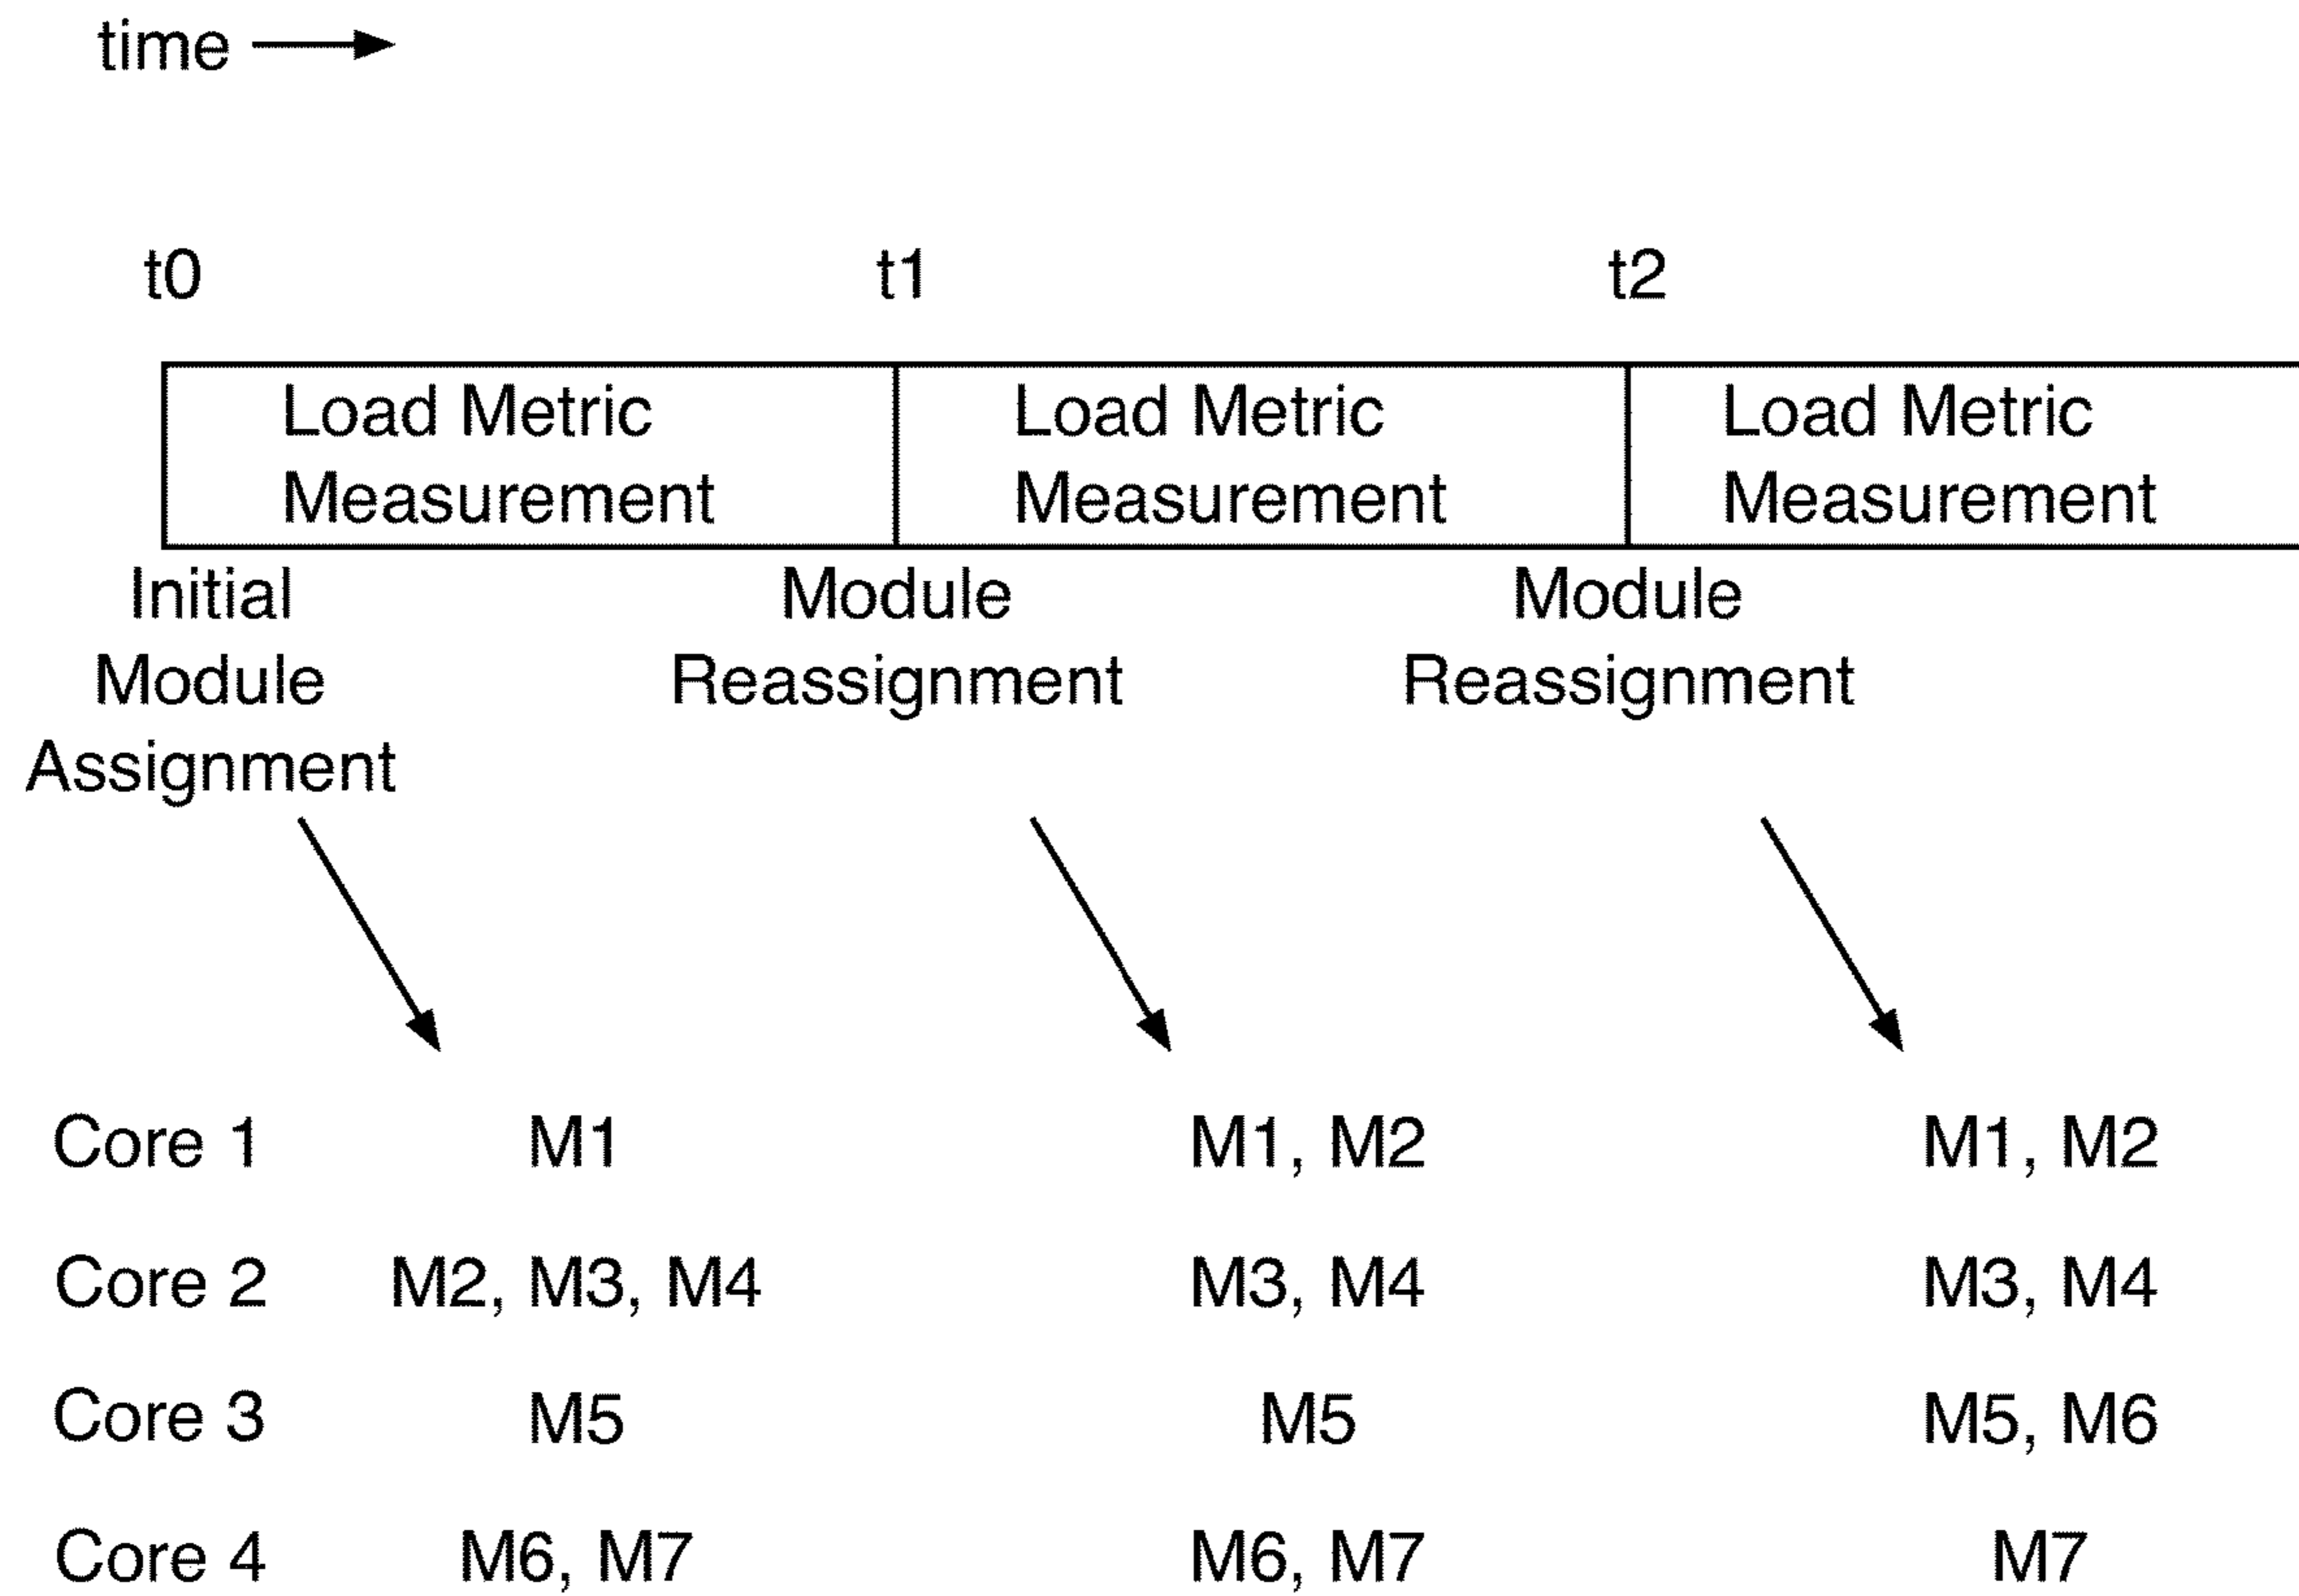 time
t0 t1 t2
Load Metric Measurement
Load Metric Measurement
Load Metric Measurement
Initial Module Assignment
Module Reassignment
Module Reassignment
Core 1 M1 M1, M2 M1, M2
Core 2 M2, M3, M4 M3, M4 M3, M4
Core 3 M5 M5 M5, M6
Core 4 M6, M7 M6, M7 M7